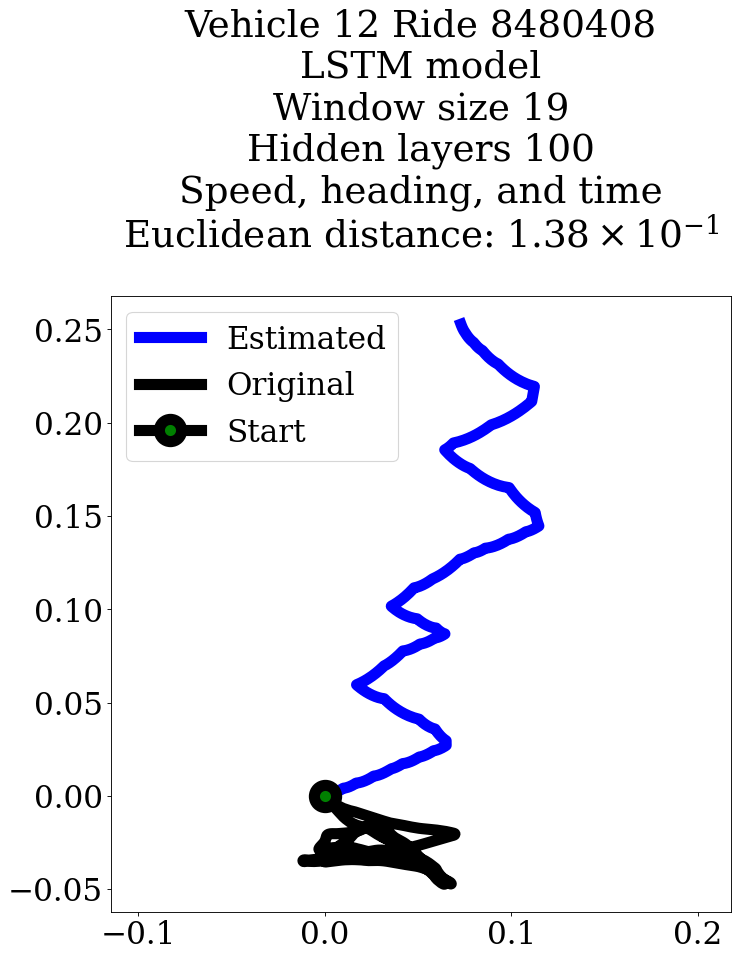 Vehicle 12 Ride 8480408
LSTM model
Window size 19
Hidden layers 100
Speed, heading, and time
Euclidean distance: 1.38 × 10⁻¹
Estimated
Original
Start
0.25
0.20
0.15
0.10
0.05
0.00
−0.05
−0.1
0.0
0.1
0.2